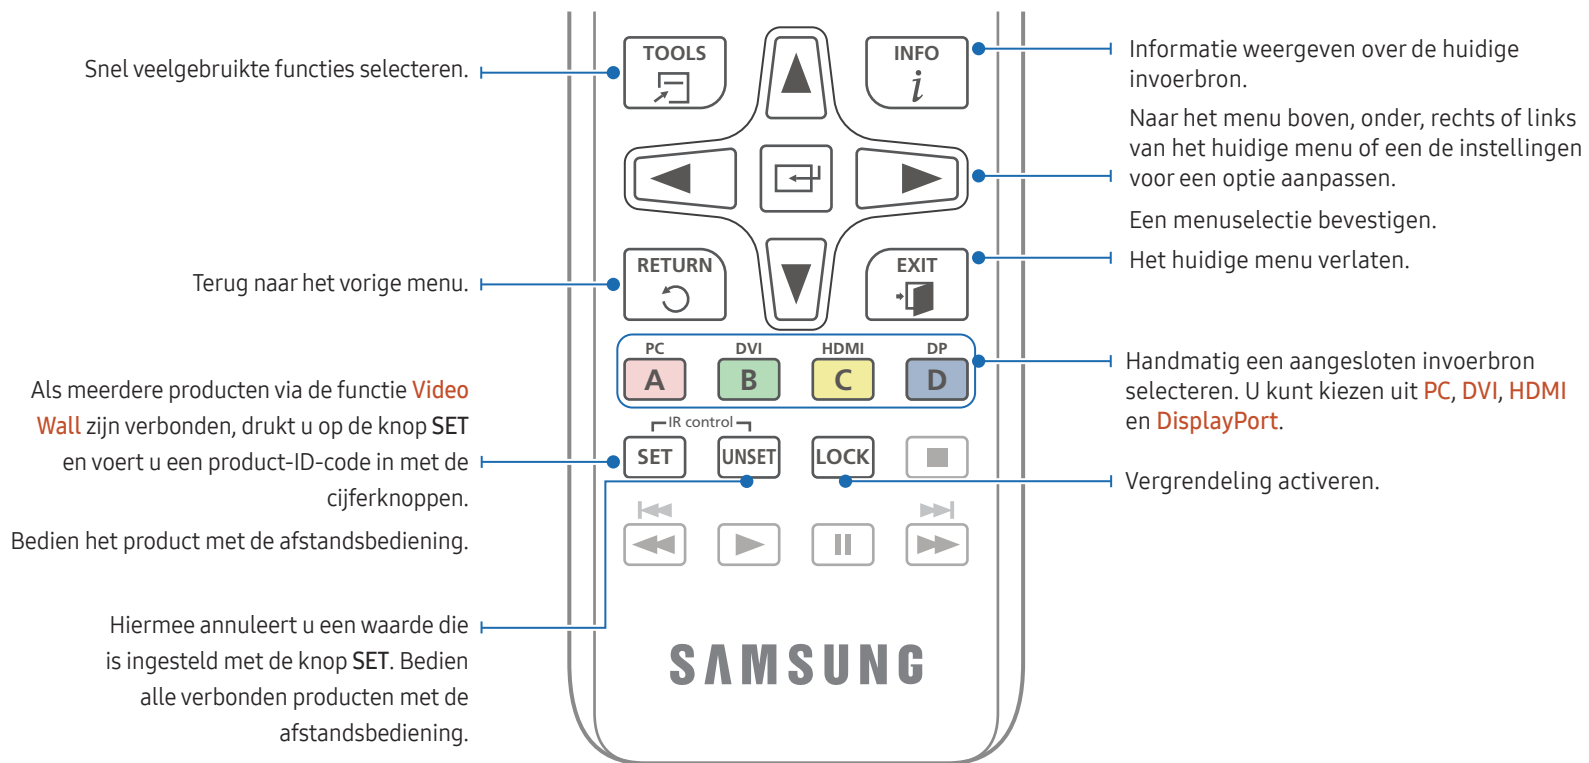 Snel veelgebruikte functies selecteren.
TOOLS
INFO
i
Informatie weergeven over de huidige
invoerbron.
Naar het menu boven, onder, rechts of links
van het huidige menu of een de instellingen
voor een optie aanpassen.
Een menuselectie bevestigen.
Terug naar het vorige menu.
RETURN
EXIT
Het huidige menu verlaten.
PC
DVI
HDMI
DP
A
B
C
D
Handmatig een aangesloten invoerbron
selecteren. U kunt kiezen uit PC, DVI, HDMI
en DisplayPort.
Als meerdere producten via de functie Video
Wall zijn verbonden, drukt u op de knop SET
en voert u een product-ID-code in met de
cijferknoppen.
Bedien het product met de afstandsbediening.
IR control
SET
UNSET
LOCK
Vergrendeling activeren.
Hiermee annuleert u een waarde die
is ingesteld met de knop SET. Bedien
alle verbonden producten met de
afstandsbediening.
SAMSUNG